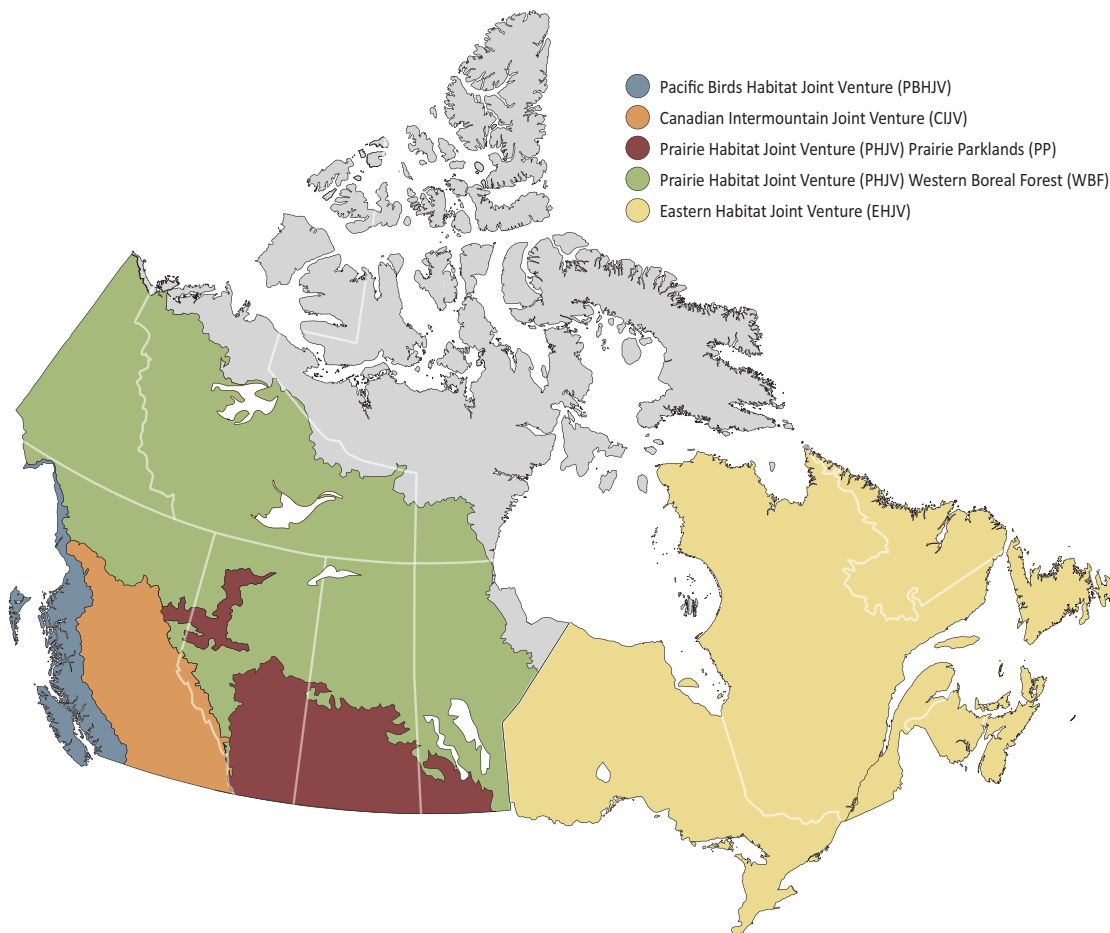 Pacific Birds Habitat Joint Venture (PBHJV)
Canadian Intermountain Joint Venture (CIJV)
Prairie Habitat Joint Venture (PHJV) Prairie Parklands (PP)
Prairie Habitat Joint Venture (PHJV) Western Boreal Forest (WBF)
Eastern Habitat Joint Venture (EHJV)